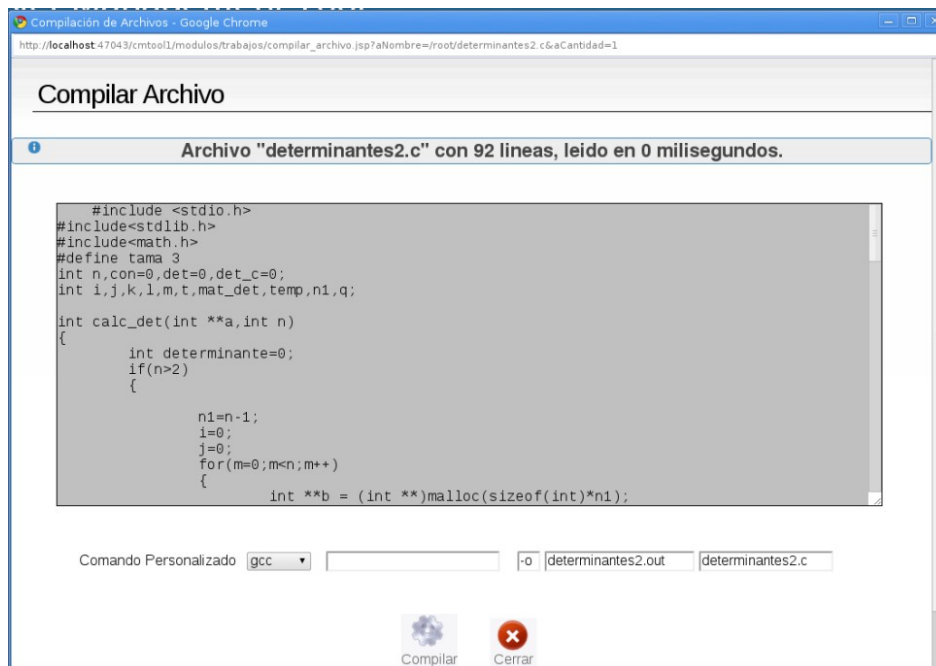 Compilación de Archivos - Google Chrome
http://localhost:47043/cmtool1/modulos/trabajos/compilar_archivo.jsp?aNombre=/root/determinantes2.c&aCantidad=1
Compilar Archivo
Archivo "determinantes2.c" con 92 lineas, leido en 0 milisegundos.
#include <stdio.h>
#include<stdlib.h>
#include<math.h>
#define tama 3
int n,con=0,det=0,det_c=0;
int i,j,k,l,m,t,mat_det,temp,n1,q;
int calc_det(int **a,int n)
{
int determinante=0;
if(n>2)
{
n1=n-1;
i=0;
j=0;
for(m=0;m<n;m++)
{
int **b = (int **)malloc(sizeof(int)*n1);
Comando Personalizado gcc -o determinantes2.out determinantes2.c
Compilar Cerrar